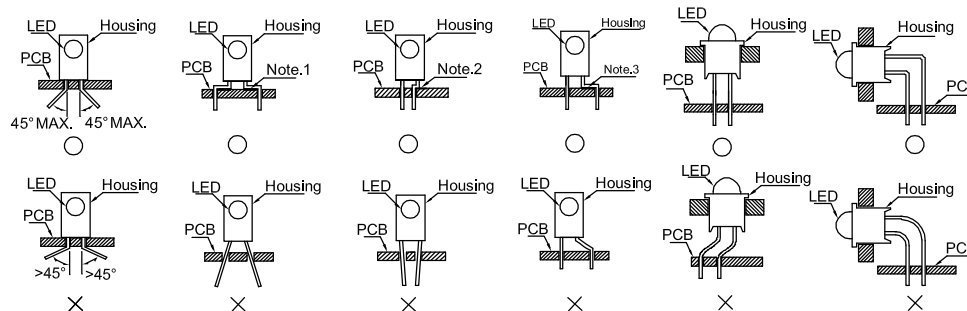 LED Housing
PCB
45° MAX. 45° MAX.
LED Housing
PCB Note.1
LED Housing
PCB Note.2
LED Housing
PCB Note.3
LED
Housing
PCB
Housing
LED
PC
LED Housing
PCB
>45° >45°
LED Housing
PCB
LED Housing
PCB
LED Housing
PCB
LED
Housing
PCB
Housing
LED
PC